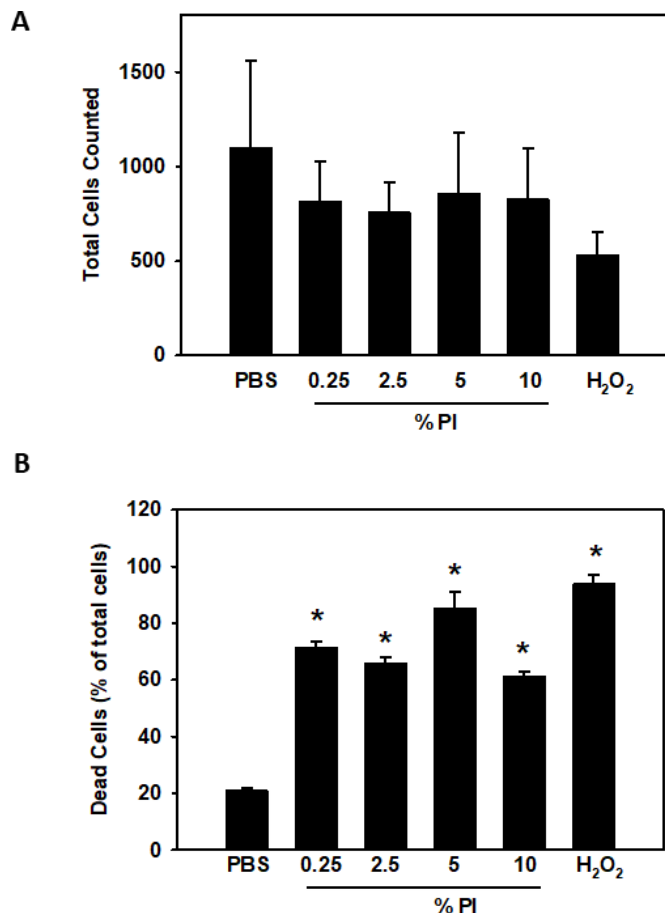 A
Total Cells Counted
1500
1000
500
0
PBS 0.25 2.5 5 10 H₂O₂
% PI
B
Dead Cells (% of total cells)
120
100
80
60
40
20
0
* * * * *
PBS 0.25 2.5 5 10 H₂O₂
% PI